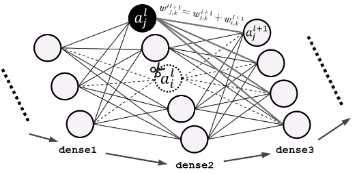 a_j^l
w'^{l+1}_{j,k} = w^{l+1}_{j,k} + w^{l+1}_{i,k}
a_j^{l+1}
a_i^l
dense1
dense3
dense2